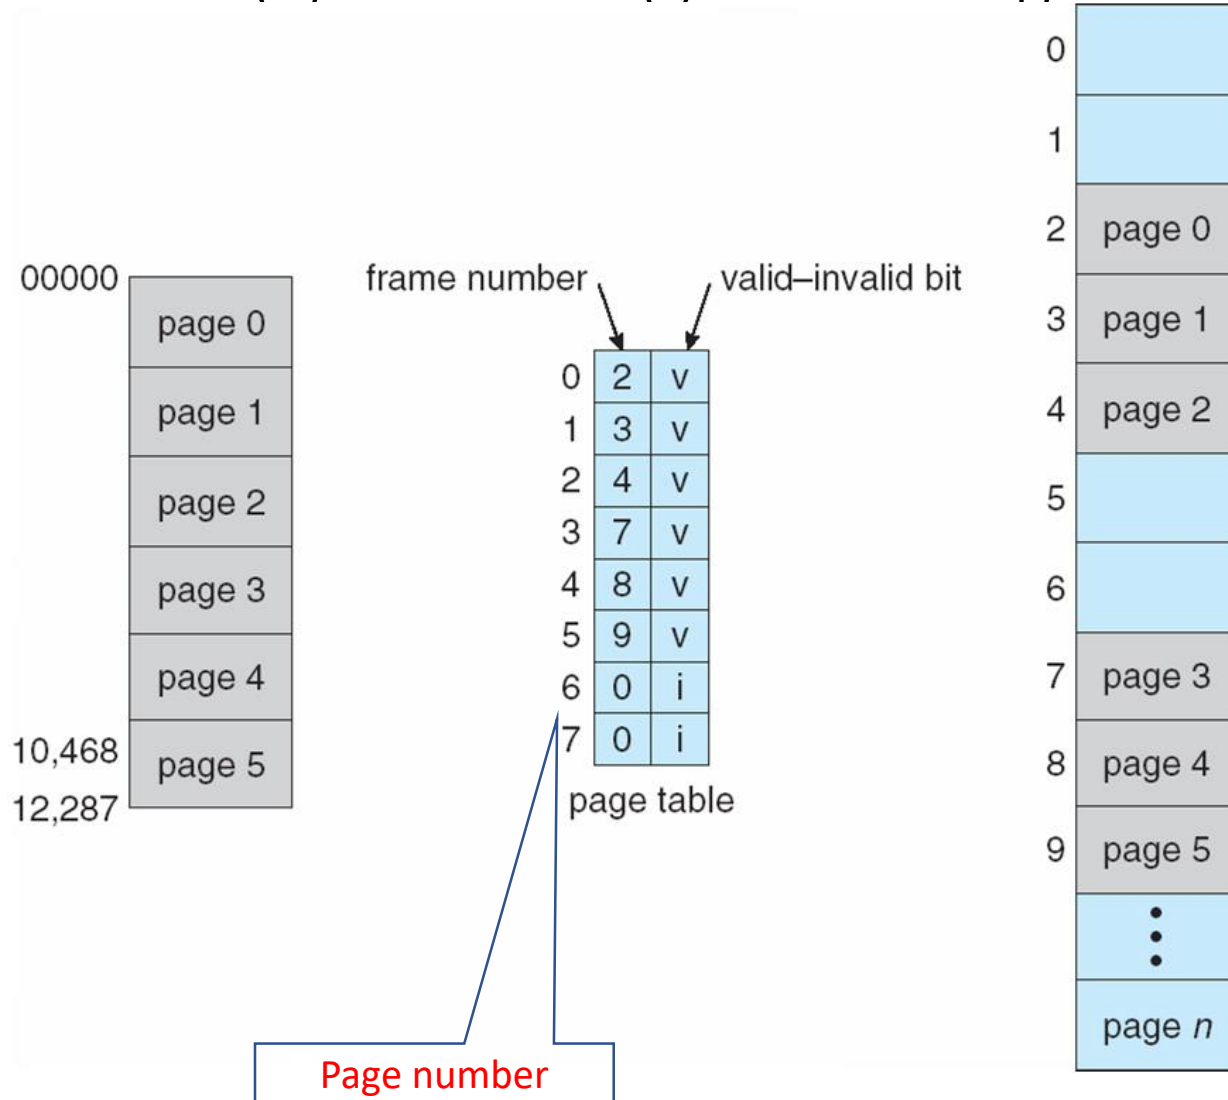 00000
page 0
page 1
page 2
page 3
page 4
10,468
page 5
12,287
frame number
valid–invalid bit
0 2 v
1 3 v
2 4 v
3 7 v
4 8 v
5 9 v
6 0 i
7 0 i
page table
Page number
0
1
2 page 0
3 page 1
4 page 2
5
6
7 page 3
8 page 4
9 page 5
page n